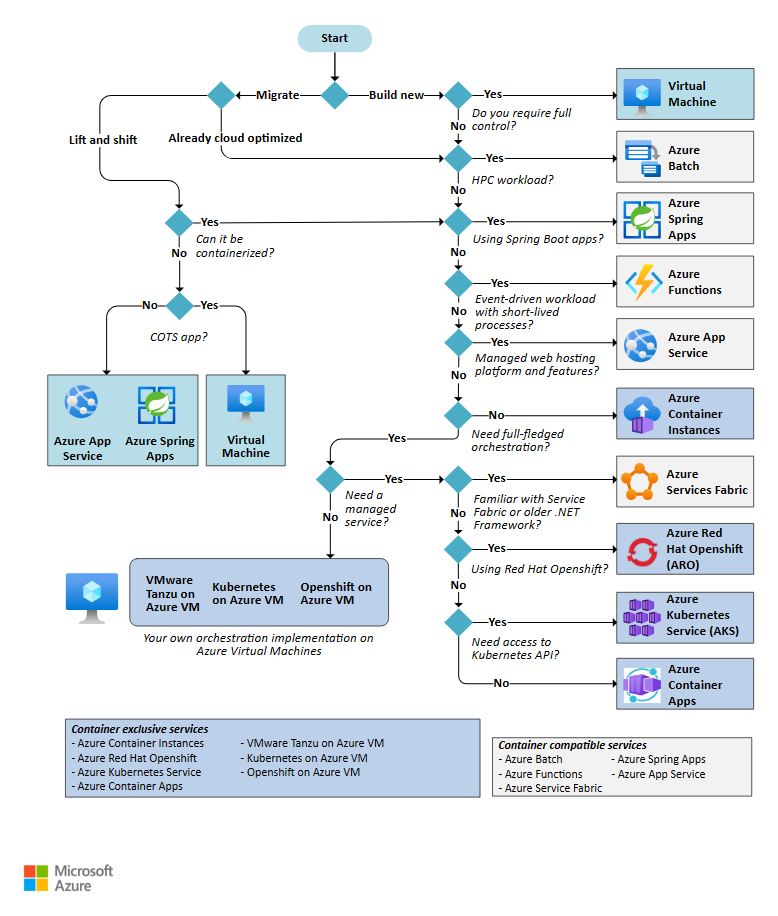 Start
Migrate
Build new
Yes
Virtual
Machine
Do you require full
control?
Lift and shift
Already cloud optimized
No
Yes
Azure
Batch
HPC workload?
No
Yes
Can it be
containerized?
Yes
Azure
Spring
Apps
Using Spring Boot apps?
No
No
Yes
Azure
Functions
Event-driven workload
with short-lived
processes?
No
Yes
COTS app?
No
Yes
Azure App
Service
Managed web hosting
platform and features?
No
Azure App
Service
Azure Spring
Apps
Virtual
Machine
No
Azure
Container
Instances
Need full-fledged
orchestration?
Yes
Yes
Need a
managed
service?
No
Yes
Azure
Services Fabric
Familiar with Service
Fabric or older .NET
Framework?
No
Yes
Azure Red
Hat Openshift
(ARO)
Using Red Hat Openshift?
No
VMware
Tanzu on
Azure VM
Kubernetes
on Azure VM
Openshift on
Azure VM
Your own orchestration implementation on
Azure Virtual Machines
Yes
Azure
Kubernetes
Service (AKS)
Need access to
Kubernetes API?
No
Azure
Container
Apps
Container exclusive services
- Azure Container Instances
- Azure Red Hat Openshift
- Azure Kubernetes Service
- Azure Container Apps
- VMware Tanzu on Azure VM
- Kubernetes on Azure VM
- Openshift on Azure VM
Container compatible services
- Azure Batch
- Azure Functions
- Azure Service Fabric
- Azure Spring Apps
- Azure App Service
Microsoft
Azure